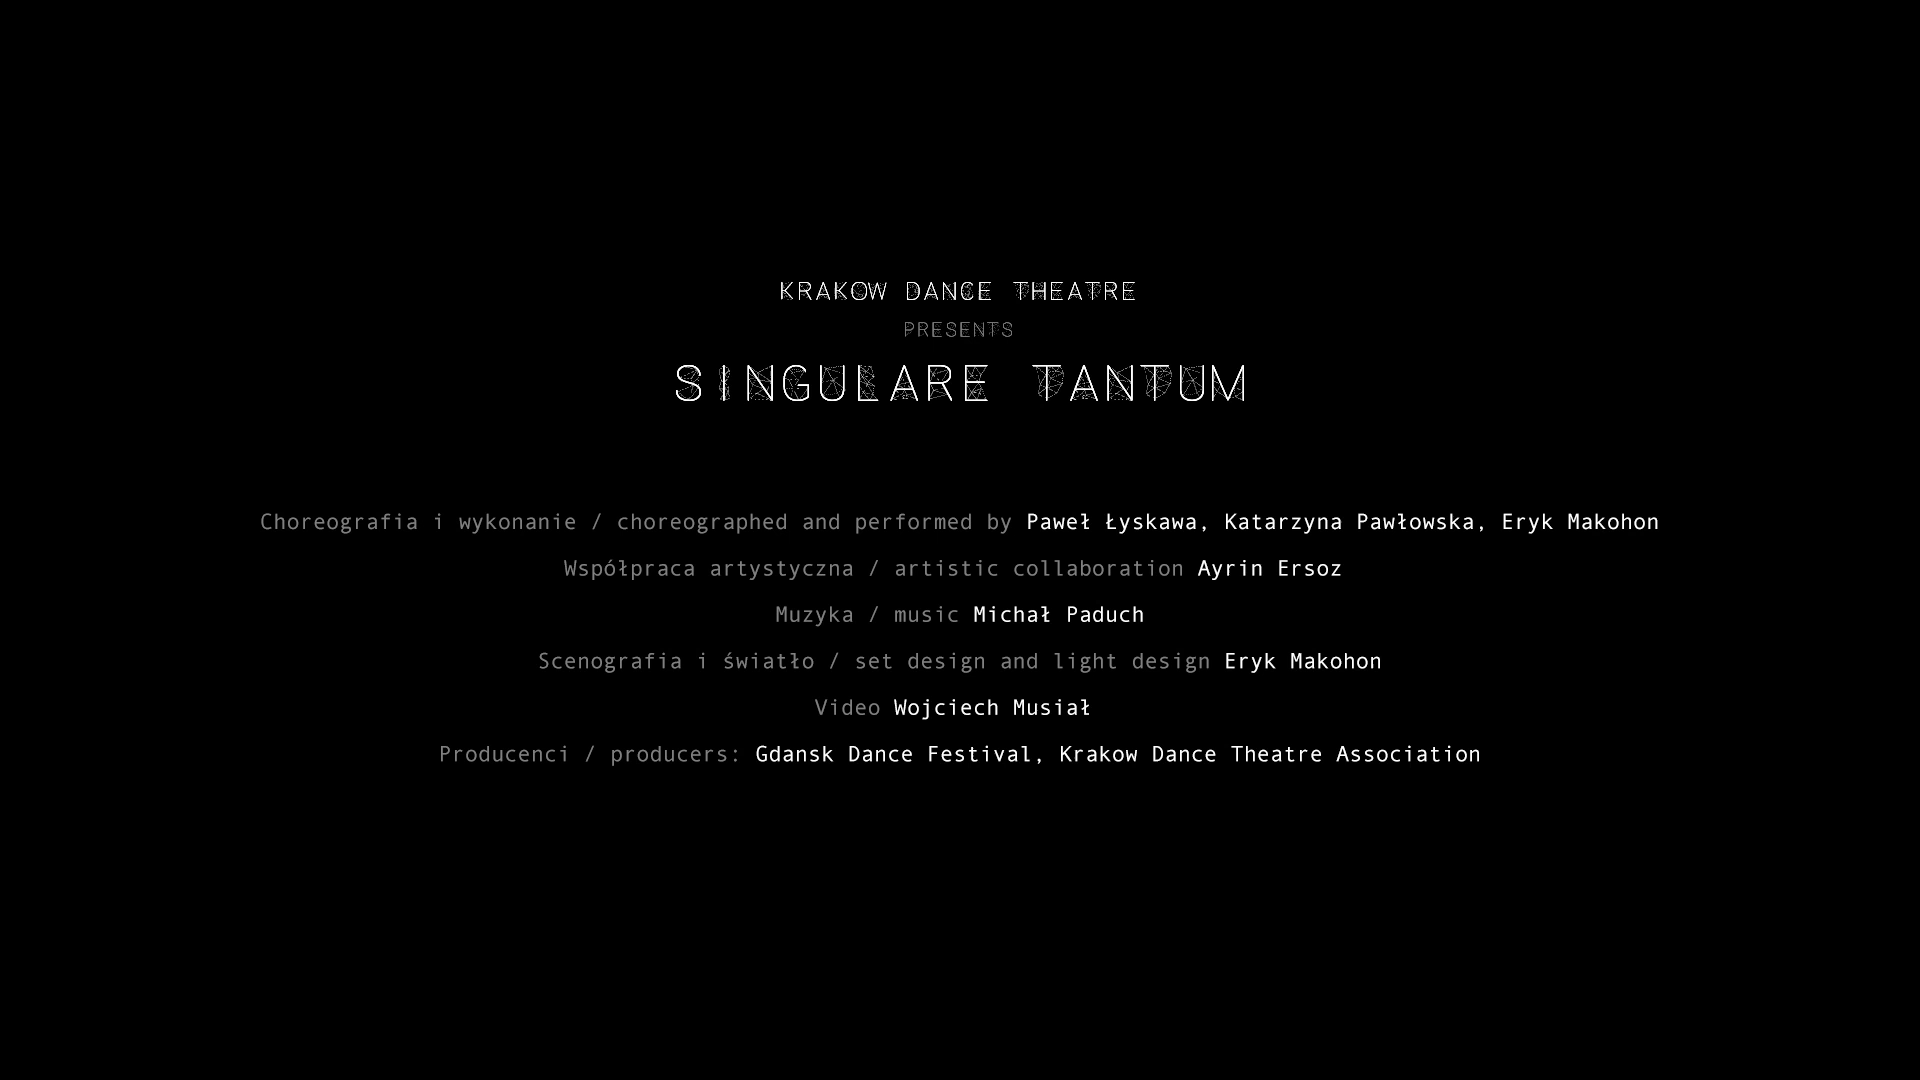 KRAKOW DANCE THEATRE
PRESENTS
SINGULARE TANTUM
Choreografia i wykonanie / choreographed and performed by Paweł Łyskawa, Katarzyna Pawłowska, Eryk Makohon
Współpraca artystyczna / artistic collaboration Ayrin Ersoz
Muzyka / music Michał Paduch
Scenografia i światło / set design and light design Eryk Makohon
Video Wojciech Musiał
Producenci / producers: Gdansk Dance Festival, Krakow Dance Theatre Association